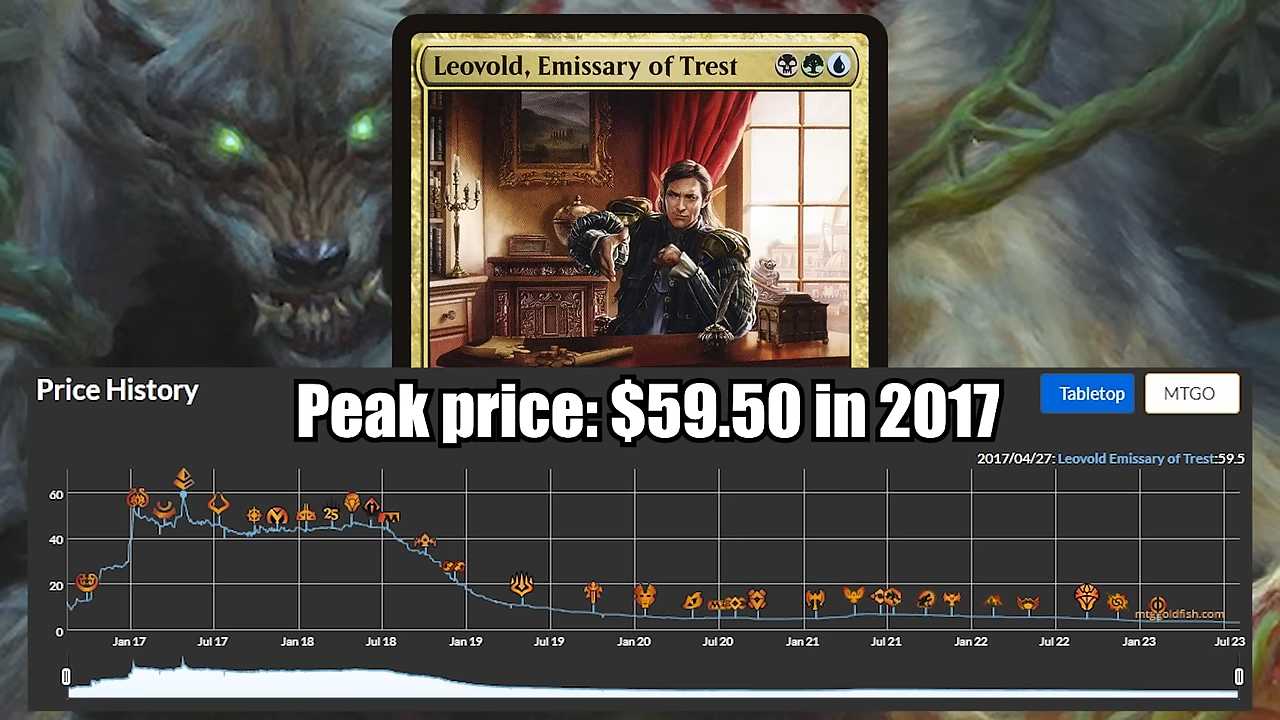 Leovold, Emissary of Trest
Price History
Peak price: $59.50 in 2017
Tabletop
MTGO
2017/04/27: Leovold Emissary of Trest:59.5
60
40
20
0
25
mtggoldfish.com
Jan 17
Jul 17
Jan 18
Jul 18
Jan 19
Jul 19
Jan 20
Jul 20
Jan 21
Jul 21
Jan 22
Jul 22
Jan 23
Jul 23